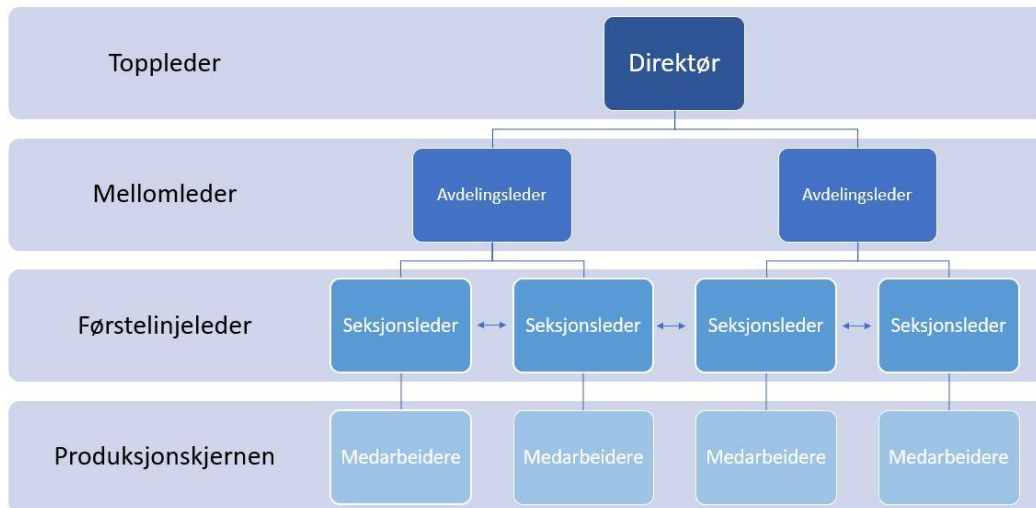 Toppleder
Direktør
Mellomleder
Avdelingsleder
Avdelingsleder
Førstelinjeleder
Seksjonsleder
Seksjonsleder
Seksjonsleder
Seksjonsleder
Produksjonskjernen
Medarbeidere
Medarbeidere
Medarbeidere
Medarbeidere